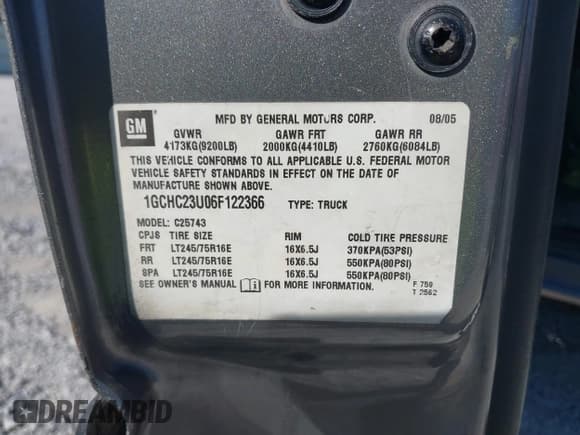 GM
MFD BY GENERAL MOTORS CORP. 08/05
GVWR GAWR FRT GAWR RR
4173KG(9200LB) 2000KG(4410LB) 2760KG(6084LB)
THIS VEHICLE CONFORMS TO ALL APPLICABLE U.S. FEDERAL MOTOR
VEHICLE SAFETY STANDARDS IN EFFECT ON THE DATE OF
MANUFACTURE SHOWN ABOVE.
1GCHC23U06F122366 TYPE: TRUCK
MODEL: C25743
CPJS TIRE SIZE RIM COLD TIRE PRESSURE
FRT LT245/75R16E 16X6.5J 370KPA(53PSI)
RR LT245/75R16E 16X6.5J 550KPA(80PSI)
SPA LT245/75R16E 16X6.5J 550KPA(80PSI)
SEE OWNER'S MANUAL FOR MORE INFORMATION.
F 759
T 2562
DREAMBID